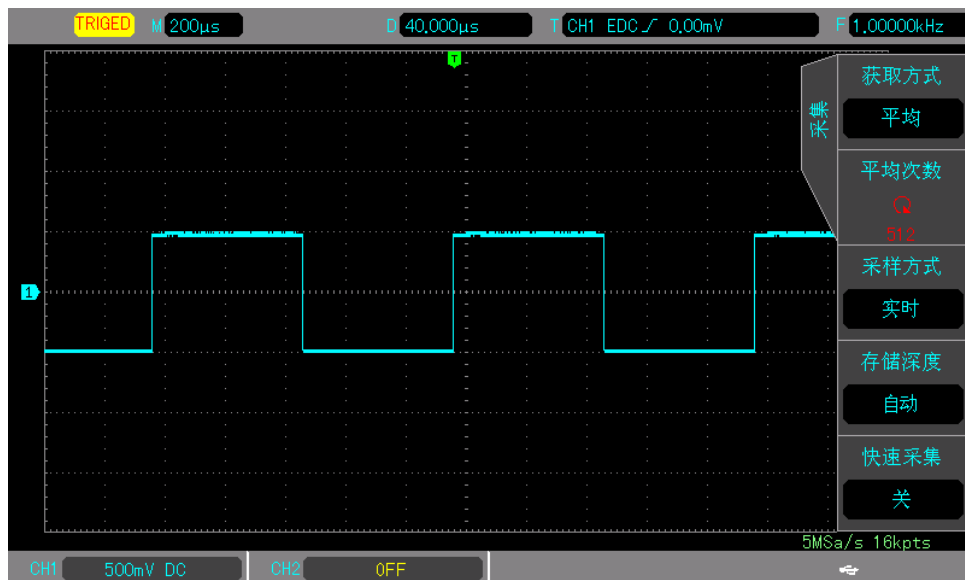 TRIGED M 200μs D 40.000μs T CH1 EDC 0.00mV F 1.00000kHz
T
获取方式
平均
采集
平均次数
512
采样方式
实时
1
存储深度
自动
快速采集
关
5MSa/s 16kpts
CH1 500mV DC CH2 OFF